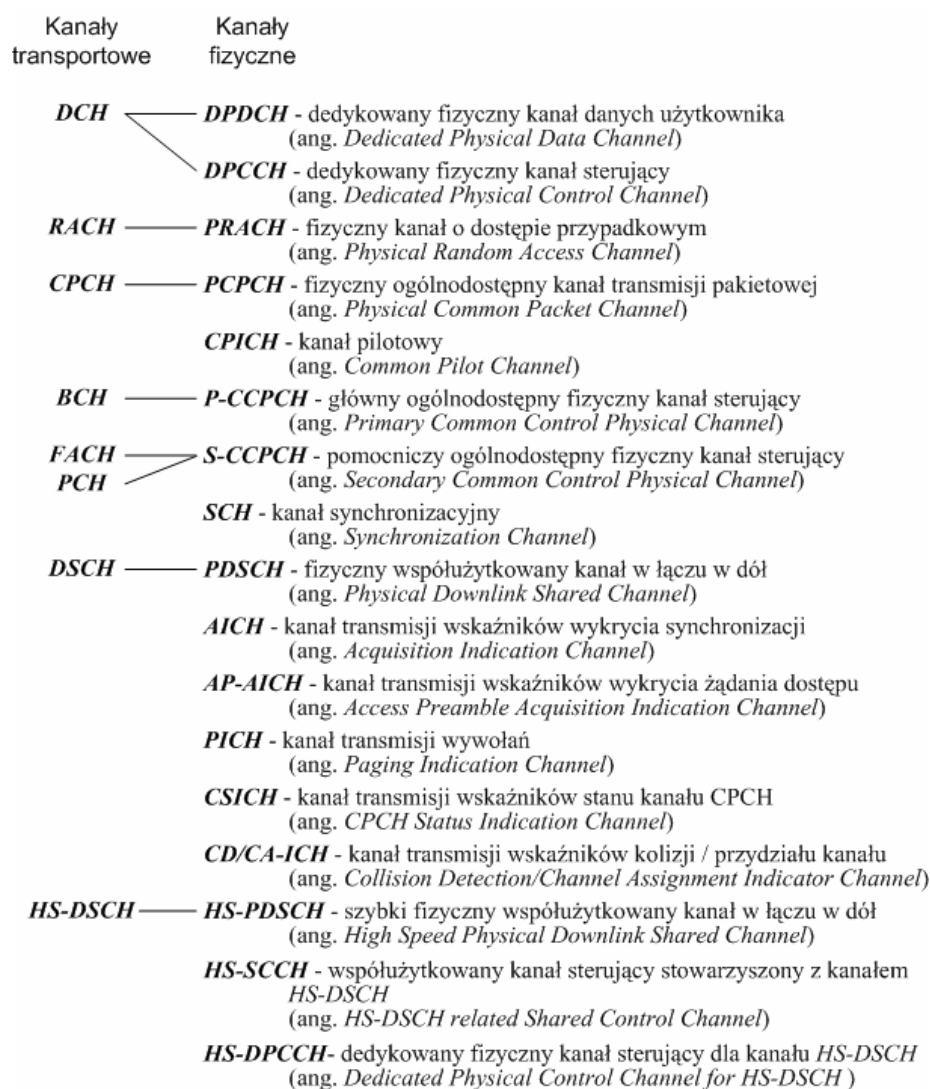 Kanały Kanały
transportowe fizyczne
DCH DPDCH - dedykowany fizyczny kanał danych użytkownika
(ang. Dedicated Physical Data Channel)
DPCCH - dedykowany fizyczny kanał sterujący
(ang. Dedicated Physical Control Channel)
RACH PRACH - fizyczny kanał o dostępie przypadkowym
(ang. Physical Random Access Channel)
CPCH PCPCH - fizyczny ogólnodostępny kanał transmisji pakietowej
(ang. Physical Common Packet Channel)
CPICH - kanał pilotowy
(ang. Common Pilot Channel)
BCH P-CCPCH - główny ogólnodostępny fizyczny kanał sterujący
(ang. Primary Common Control Physical Channel)
FACH S-CCPCH - pomocniczy ogólnodostępny fizyczny kanał sterujący
PCH (ang. Secondary Common Control Physical Channel)
SCH - kanał synchronizacyjny
(ang. Synchronization Channel)
DSCH PDSCH - fizyczny współużytkowany kanał w łączu w dół
(ang. Physical Downlink Shared Channel)
AICH - kanał transmisji wskaźników wykrycia synchronizacji
(ang. Acquisition Indication Channel)
AP-AICH - kanał transmisji wskaźników wykrycia żądania dostępu
(ang. Access Preamble Acquisition Indication Channel)
PICH - kanał transmisji wywołań
(ang. Paging Indication Channel)
CSICH - kanał transmisji wskaźników stanu kanału CPCH
(ang. CPCH Status Indication Channel)
CD/CA-ICH - kanał transmisji wskaźników kolizji / przydziału kanału
(ang. Collision Detection/Channel Assignment Indicator Channel)
HS-DSCH HS-PDSCH - szybki fizyczny współużytkowany kanał w łączu w dół
(ang. High Speed Physical Downlink Shared Channel)
HS-SCCH - współużytkowany kanał sterujący stowarzyszony z kanałem
HS-DSCH
(ang. HS-DSCH related Shared Control Channel)
HS-DPCCH- dedykowany fizyczny kanał sterujący dla kanału HS-DSCH
(ang. Dedicated Physical Control Channel for HS-DSCH )